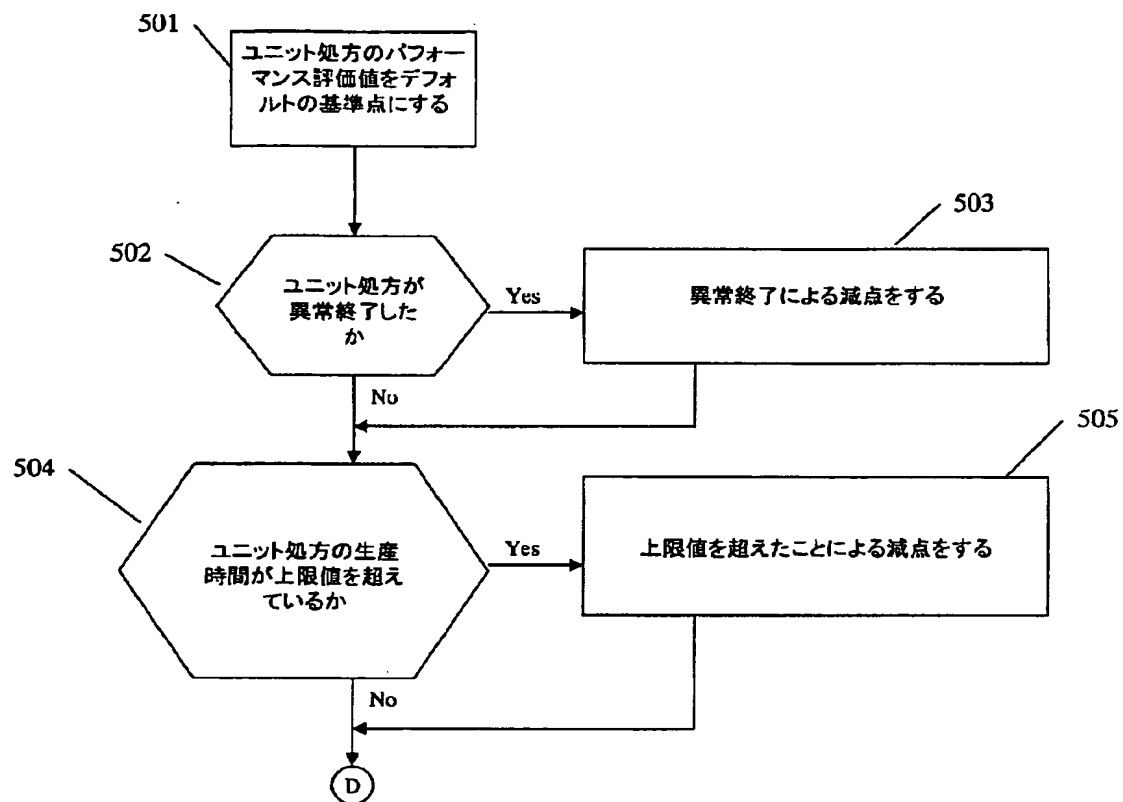 501
ユニット処方のパフォー
マンス評価値をデフォ
ルトの基準点にする
502
ユニット処方が
異常終了した
か
Yes
503
異常終了による減点をする
No
504
ユニット処方の生産
時間が上限値を超え
ているか
Yes
505
上限値を超えたことによる減点をする
No
D